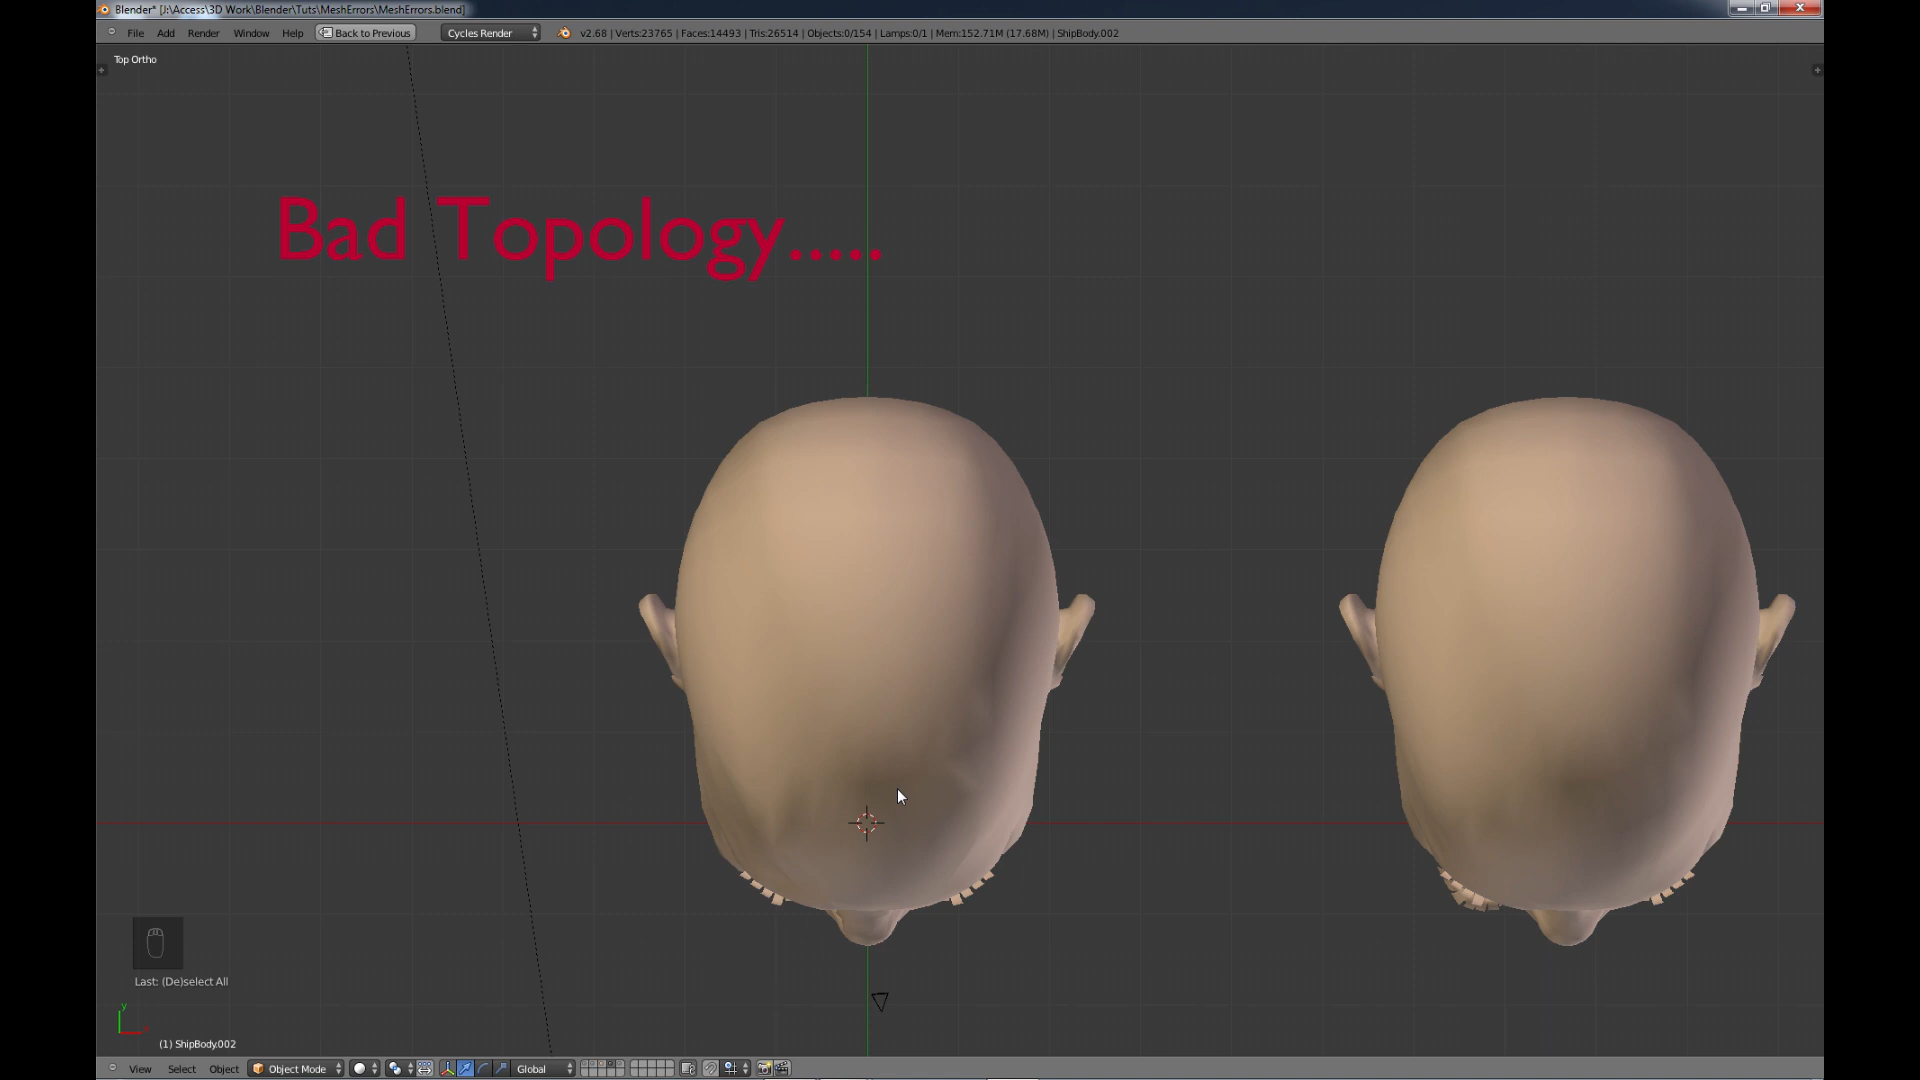 Blender* [J:\Access\3D Work\Blender\Tuts\MeshErrors\MeshErrors.blend]
File Add Render Window Help Back to Previous Cycles Render v2.68 | Verts:23765 | Faces:14493 | Tris:26514 | Objects:0/154 | Lamps:0/1 | Mem:152.71M (17.68M) | ShipBody.002
Top Ortho
Bad Topology.....
Last: (De)select All
y
x
(1) ShipBody.002
View Select Object Object Mode Global